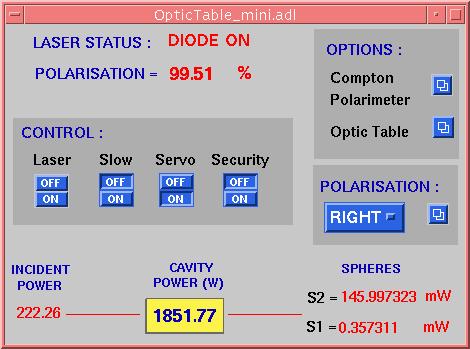 OpticTable_mini.adl
LASER STATUS : DIODE ON
POLARISATION = 99.51 %
OPTIONS :
Compton
Polarimeter
Optic Table
CONTROL :
Laser Slow Servo Security
OFF OFF OFF OFF
ON ON ON ON
POLARISATION :
RIGHT
INCIDENT
POWER
222.26
CAVITY
POWER (W)
1851.77
SPHERES
S2 = 145.997323 mW
S1 = 0.357311 mW